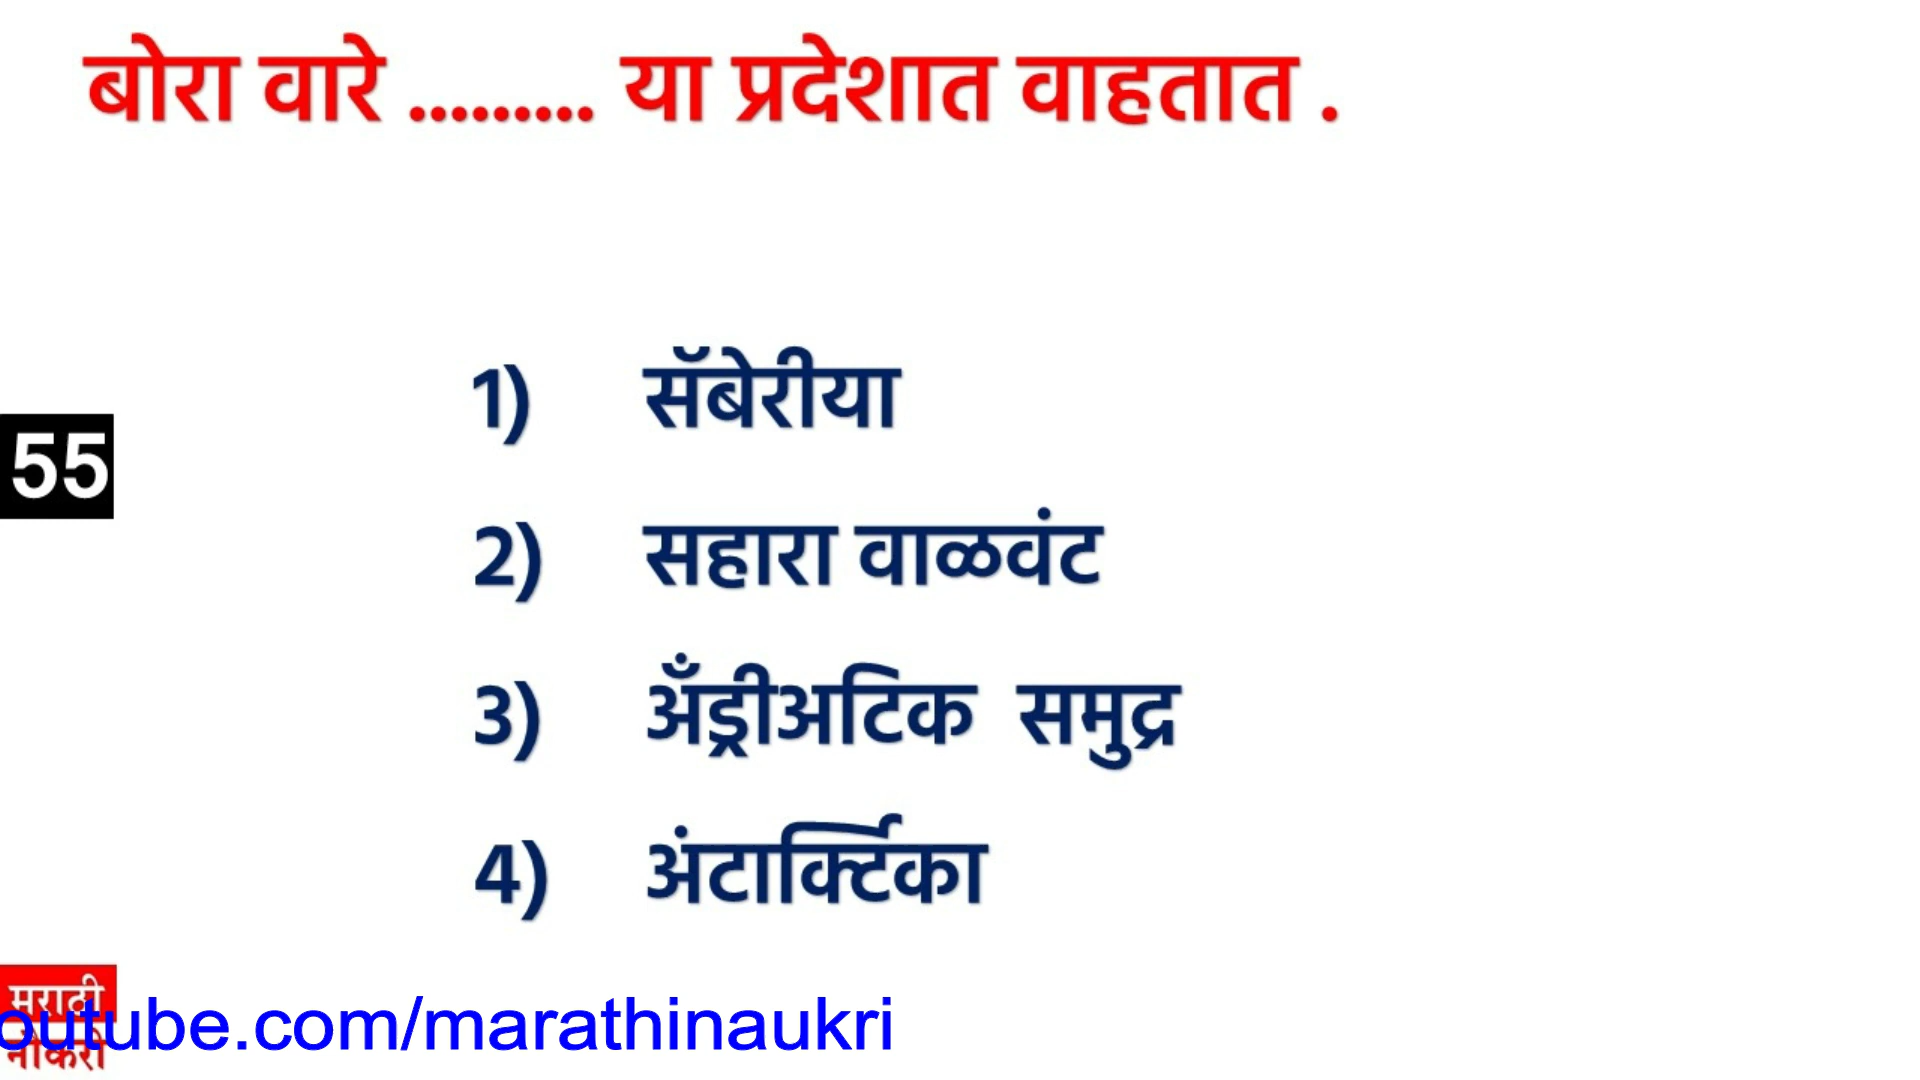 बोरा वारे ......... या प्रदेशात वाहतात .
1) सॅबेरीया
2) सहारा वाळवंट
55
3) अँड्रीअटिक समुद्र
4) अंटार्क्टिका
मराठी
outube.com/marathinaukri
नोकरी